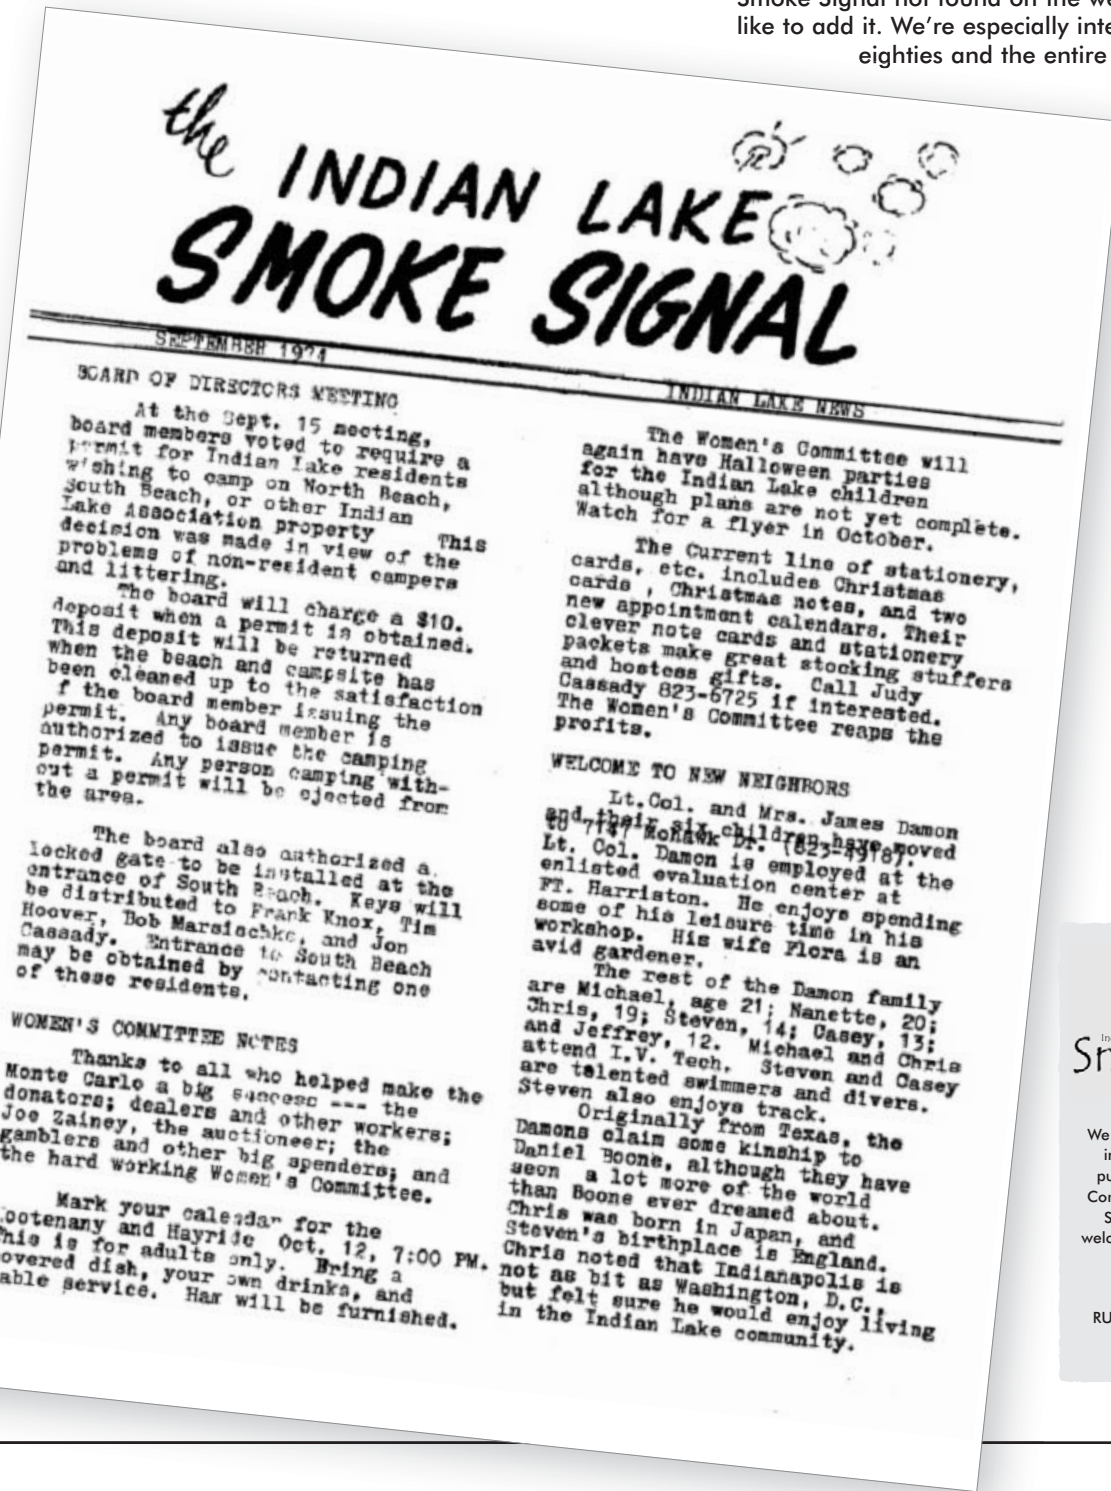 Smoke Signal not found on the we
like to add it. We're especially inte
eighties and the entire
the
INDIAN LAKE
SMOKE SIGNAL
SEPTEMBER 1974
INDIAN LAKE NEWS
BOARD OF DIRECTORS MEETING
At the Sept. 15 meeting,
board members voted to require a
permit for Indian Lake residents
wishing to camp on North Beach,
South Beach, or other Indian
Lake Association property This
decision was made in view of the
problems of non-resident campers
and littering.
The board will charge a $10.
deposit when a permit is obtained.
This deposit will be returned
when the beach and campsite has
been cleaned up to the satisfaction
f the board member issuing the
permit. Any board member is
authorized to issue the camping
permit. Any person camping with-
out a permit will be ejected from
the area.
The board also authorized a
locked gate to be installed at the
entrance of South Beach. Keys will
be distributed to Frank Knox, Tim
Hoover, Bob Marsischke, and Jon
Cassady. Entrance to South Beach
may be obtained by contacting one
of these residents.
WOMEN'S COMMITTEE NOTES
Thanks to all who helped make the
Monte Carlo a big success --- the
donators; dealers and other workers;
Joe Zainey, the auctioneer; the
gamblers and other big spenders; and
the hard working Women's Committee.
Mark your calendar for the
ootenany and Hayride Oct. 12, 7:00 PM.
his is for adults only. Bring a
overed dish, your own drinks, and
able service. Ham will be furnished.
The Women's Committee will
again have Halloween parties
for the Indian Lake children
although plans are not yet complete.
Watch for a flyer in October.
The Current line of stationery,
cards, etc. includes Christmas
cards , Christmas notes, and two
new appointment calendars. Their
clever note cards and stationery
packets make great stocking stuffers
and hostess gifts. Call Judy
Cassady 823-6725 if interested.
The Women's Committee reaps the
profits.
WELCOME TO NEW NEIGHBORS
Lt.Col. and Mrs. James Damon
and their six children have moved
to 7147 Mohawk Dr. (823-4918).
Lt. Col. Damon is employed at the
enlisted evaluation center at
FT. Harriston. He enjoys spending
some of his leisure time in his
workshop. His wife Flora is an
avid gardener.
The rest of the Damon family
are Michael, age 21; Nanette, 20;
Chris, 19; Steven, 14; Casey, 13;
and Jeffrey, 12. Michael and Chris
attend I.V. Tech. Steven and Casey
are talented swimmers and divers.
Steven also enjoys track.
Originally from Texas, the
Damons claim some kinship to
Daniel Boone, although they have
seen a lot more of the world
than Boone ever dreamed about.
Chris was born in Japan, and
Steven's birthplace is England.
Chris noted that Indianapolis is
not as bit as Washington, D.C.,
but felt sure he would enjoy living
in the Indian Lake community.
In
Sm
We
in
pu
Con
S
welc
RU